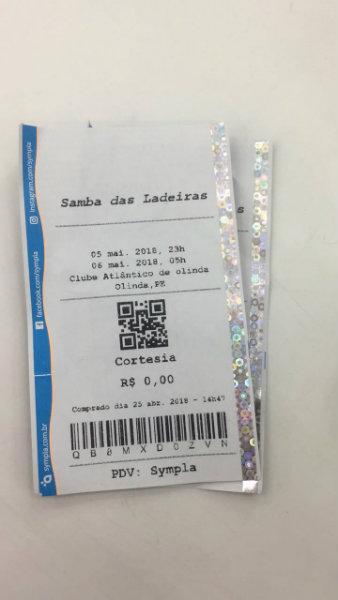 Samba das Ladeiras
05 mai. 2018, 23h
06 mai. 2018, 05h
Clube Atlântico de olinda
Olinda,PE
Cortesia
R$ 0,00
Comprado dia 25 abr. 2018 - 14h47
QB0MXD0ZVN
PDV: Sympla
instagram.com/sympla
facebook.com/sympla
sympla.com.br
s